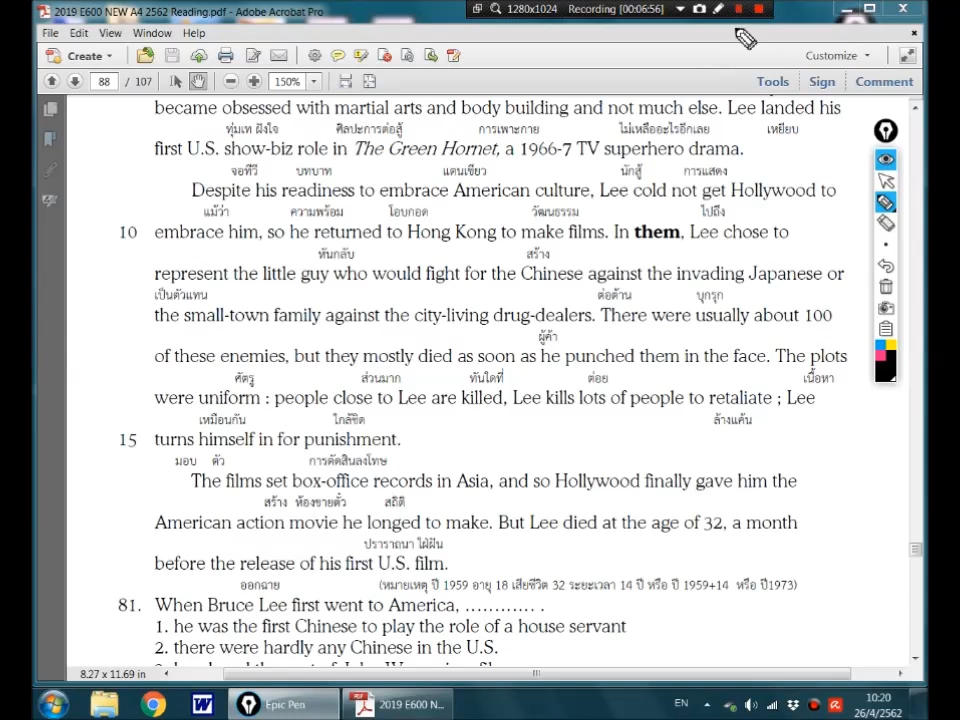 2019 E600 NEW A4 2562 Reading.pdf - Adobe Acrobat Pro
1280x1024 Recording [00:06:56]
File Edit View Window Help
Create Customize
88 / 107 150% Tools Sign Comment
became obsessed with martial arts and body building and not much else. Lee landed his
ทุ่มเท ฝังใจ ศิลปะการต่อสู้ การเพาะกาย ไม่เหลืออะไรอีกเลย เหยียบ
first U.S. show-biz role in The Green Hornet, a 1966-7 TV superhero drama.
จอทีวี บทบาท แตนเขียว นักสู้ การแสดง
Despite his readiness to embrace American culture, Lee cold not get Hollywood to
แม้ว่า ความพร้อม โอบกอด วัฒนธรรม ไปถึง
10 embrace him, so he returned to Hong Kong to make films. In them, Lee chose to
หันกลับ สร้าง
represent the little guy who would fight for the Chinese against the invading Japanese or
เป็นตัวแทน ต่อต้าน บุกรุก
the small-town family against the city-living drug-dealers. There were usually about 100
ผู้ค้า
of these enemies, but they mostly died as soon as he punched them in the face. The plots
ศัตรู ส่วนมาก ทันใดที่ ต่อย เนื้อหา
were uniform : people close to Lee are killed, Lee kills lots of people to retaliate ; Lee
เหมือนกัน ใกล้ชิด ล้างแค้น
15 turns himself in for punishment.
มอบ ตัว การตัดสินลงโทษ
The films set box-office records in Asia, and so Hollywood finally gave him the
สร้าง ห้องขายตั๋ว สถิติ
American action movie he longed to make. But Lee died at the age of 32, a month
ปรารถนา ใฝ่ฝัน
before the release of his first U.S. film.
ออกฉาย (หมายเหตุ ปี 1959 อายุ 18 เสียชีวิต 32 ระยะเวลา 14 ปี หรือ ปี 1959+14 หรือ ปี1973)
81. When Bruce Lee first went to America, ………… .
1. he was the first Chinese to play the role of a house servant
2. there were hardly any Chinese in the U.S.
8.27 x 11.69 in
Epic Pen 2019 E600 N... EN 10:20
26/4/2562